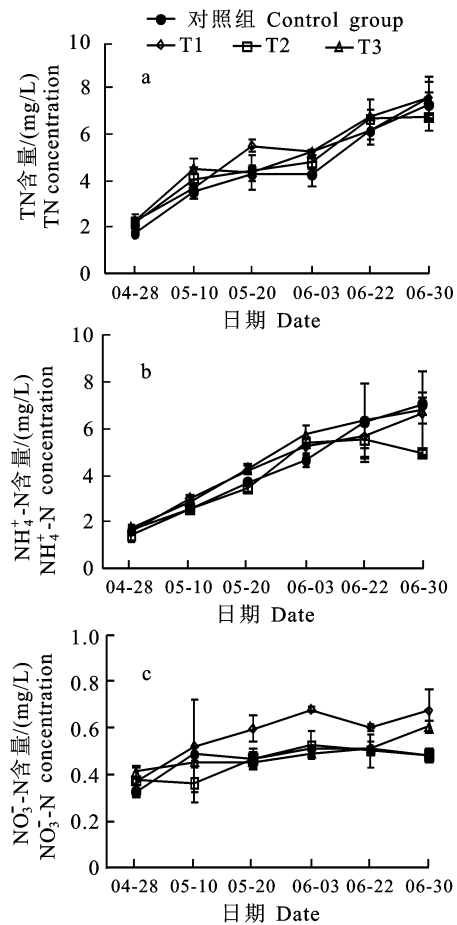 对照组 Control group
T1 T2 T3
a
TN含量/(mg/L)
TN concentration
10
8
6
4
2
0
04-28 05-10 05-20 06-03 06-22 06-30
日期 Date
b
NH₄⁺-N含量/(mg/L)
NH₄⁺-N concentration
10
8
6
4
2
0
04-28 05-10 05-20 06-03 06-22 06-30
日期 Date
c
NO₃⁻-N含量/(mg/L)
NO₃⁻-N concentration
1.0
0.8
0.6
0.4
0.2
0
04-28 05-10 05-20 06-03 06-22 06-30
日期 Date